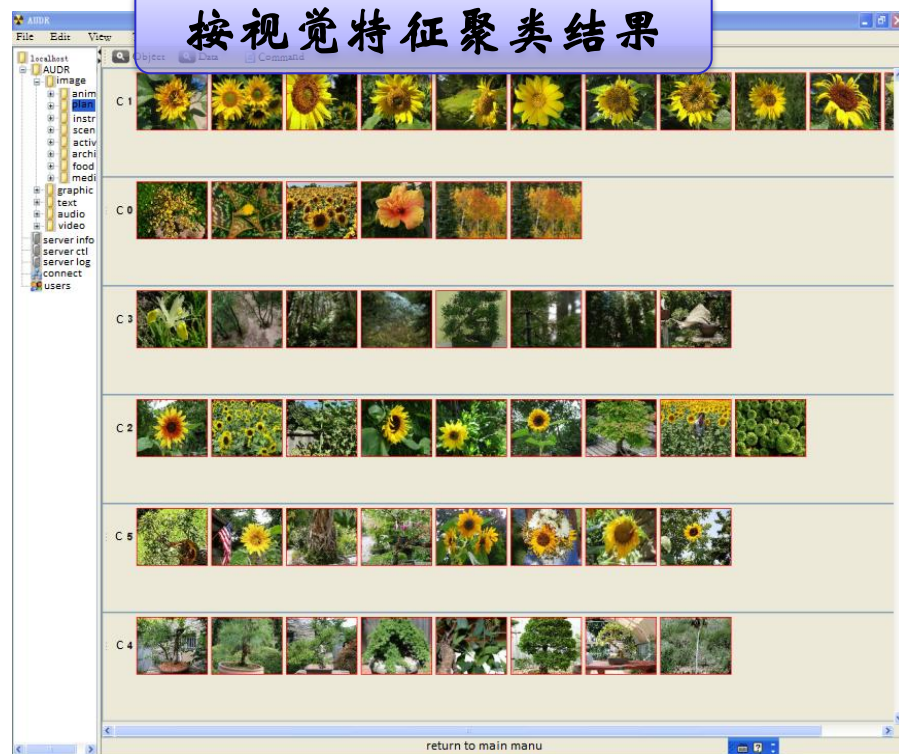 按视觉特征聚类结果
AUDR
File Edit View
Object Data Command
localhost
AUDR
image
anim
plan
instr
scen
activ
archi
food
medi
graphic
text
audio
video
server info
server ctl
server log
connect
users
C 1
C 0
C 3
C 2
C 5
C 4
return to main manu